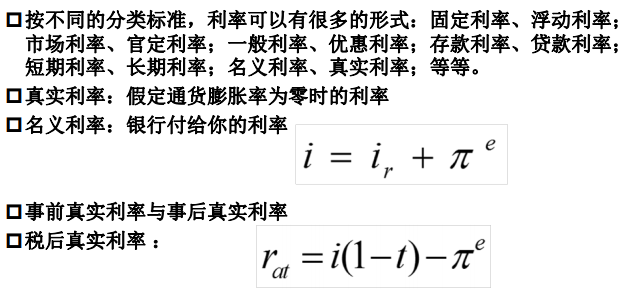 □按不同的分类标准，利率可以有很多的形式：固定利率、浮动利率；
市场利率、官定利率；一般利率、优惠利率；存款利率、贷款利率；
短期利率、长期利率；名义利率、真实利率；等等。
□真实利率：假定通货膨胀率为零时的利率
□名义利率：银行付给你的利率
i = i_r + π^e
□事前真实利率与事后真实利率
□税后真实利率：
r_at = i(1−t)−π^e